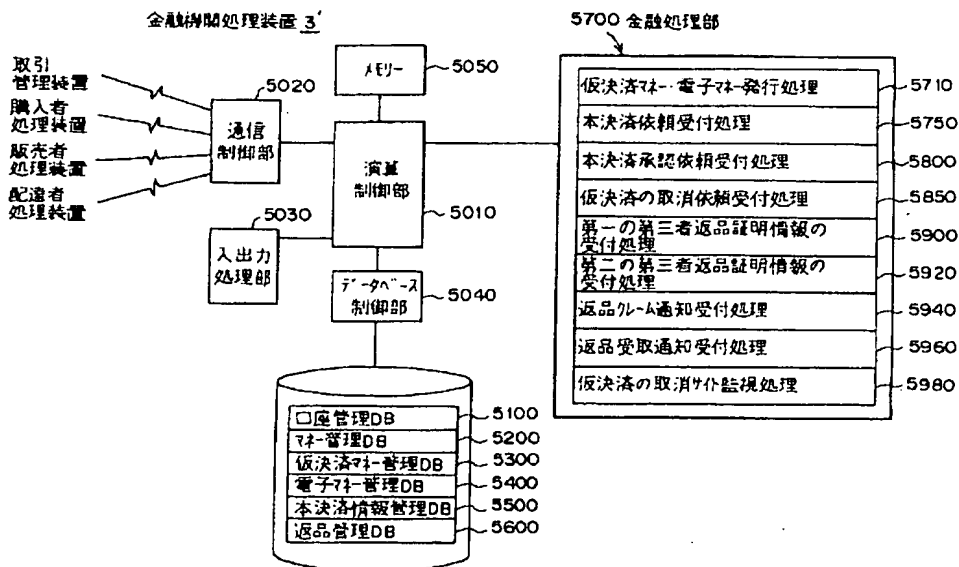 金融機関処理装置 3'
取引
管理装置
購入者
処理装置
販売者
処理装置
配達者
処理装置
5020
通信
制御部
メモリー
5050
演算
制御部
5010
5030
入出力
処理部
データベース
制御部
5040
口座管理DB
5100
マネー管理DB
5200
仮決済マネー管理DB
5300
電子マネー管理DB
5400
本決済情報管理DB
5500
返品管理DB
5600
5700 金融処理部
仮決済マネー・電子マネー発行処理
5710
本決済依頼受付処理
5750
本決済承認依頼受付処理
5800
仮決済の取消依頼受付処理
5850
第一の第三者返品証明情報の
受付処理
5900
第二の第三者返品証明情報の
受付処理
5920
返品クレーム通知受付処理
5940
返品受取通知受付処理
5960
仮決済の取消サイト監視処理
5980